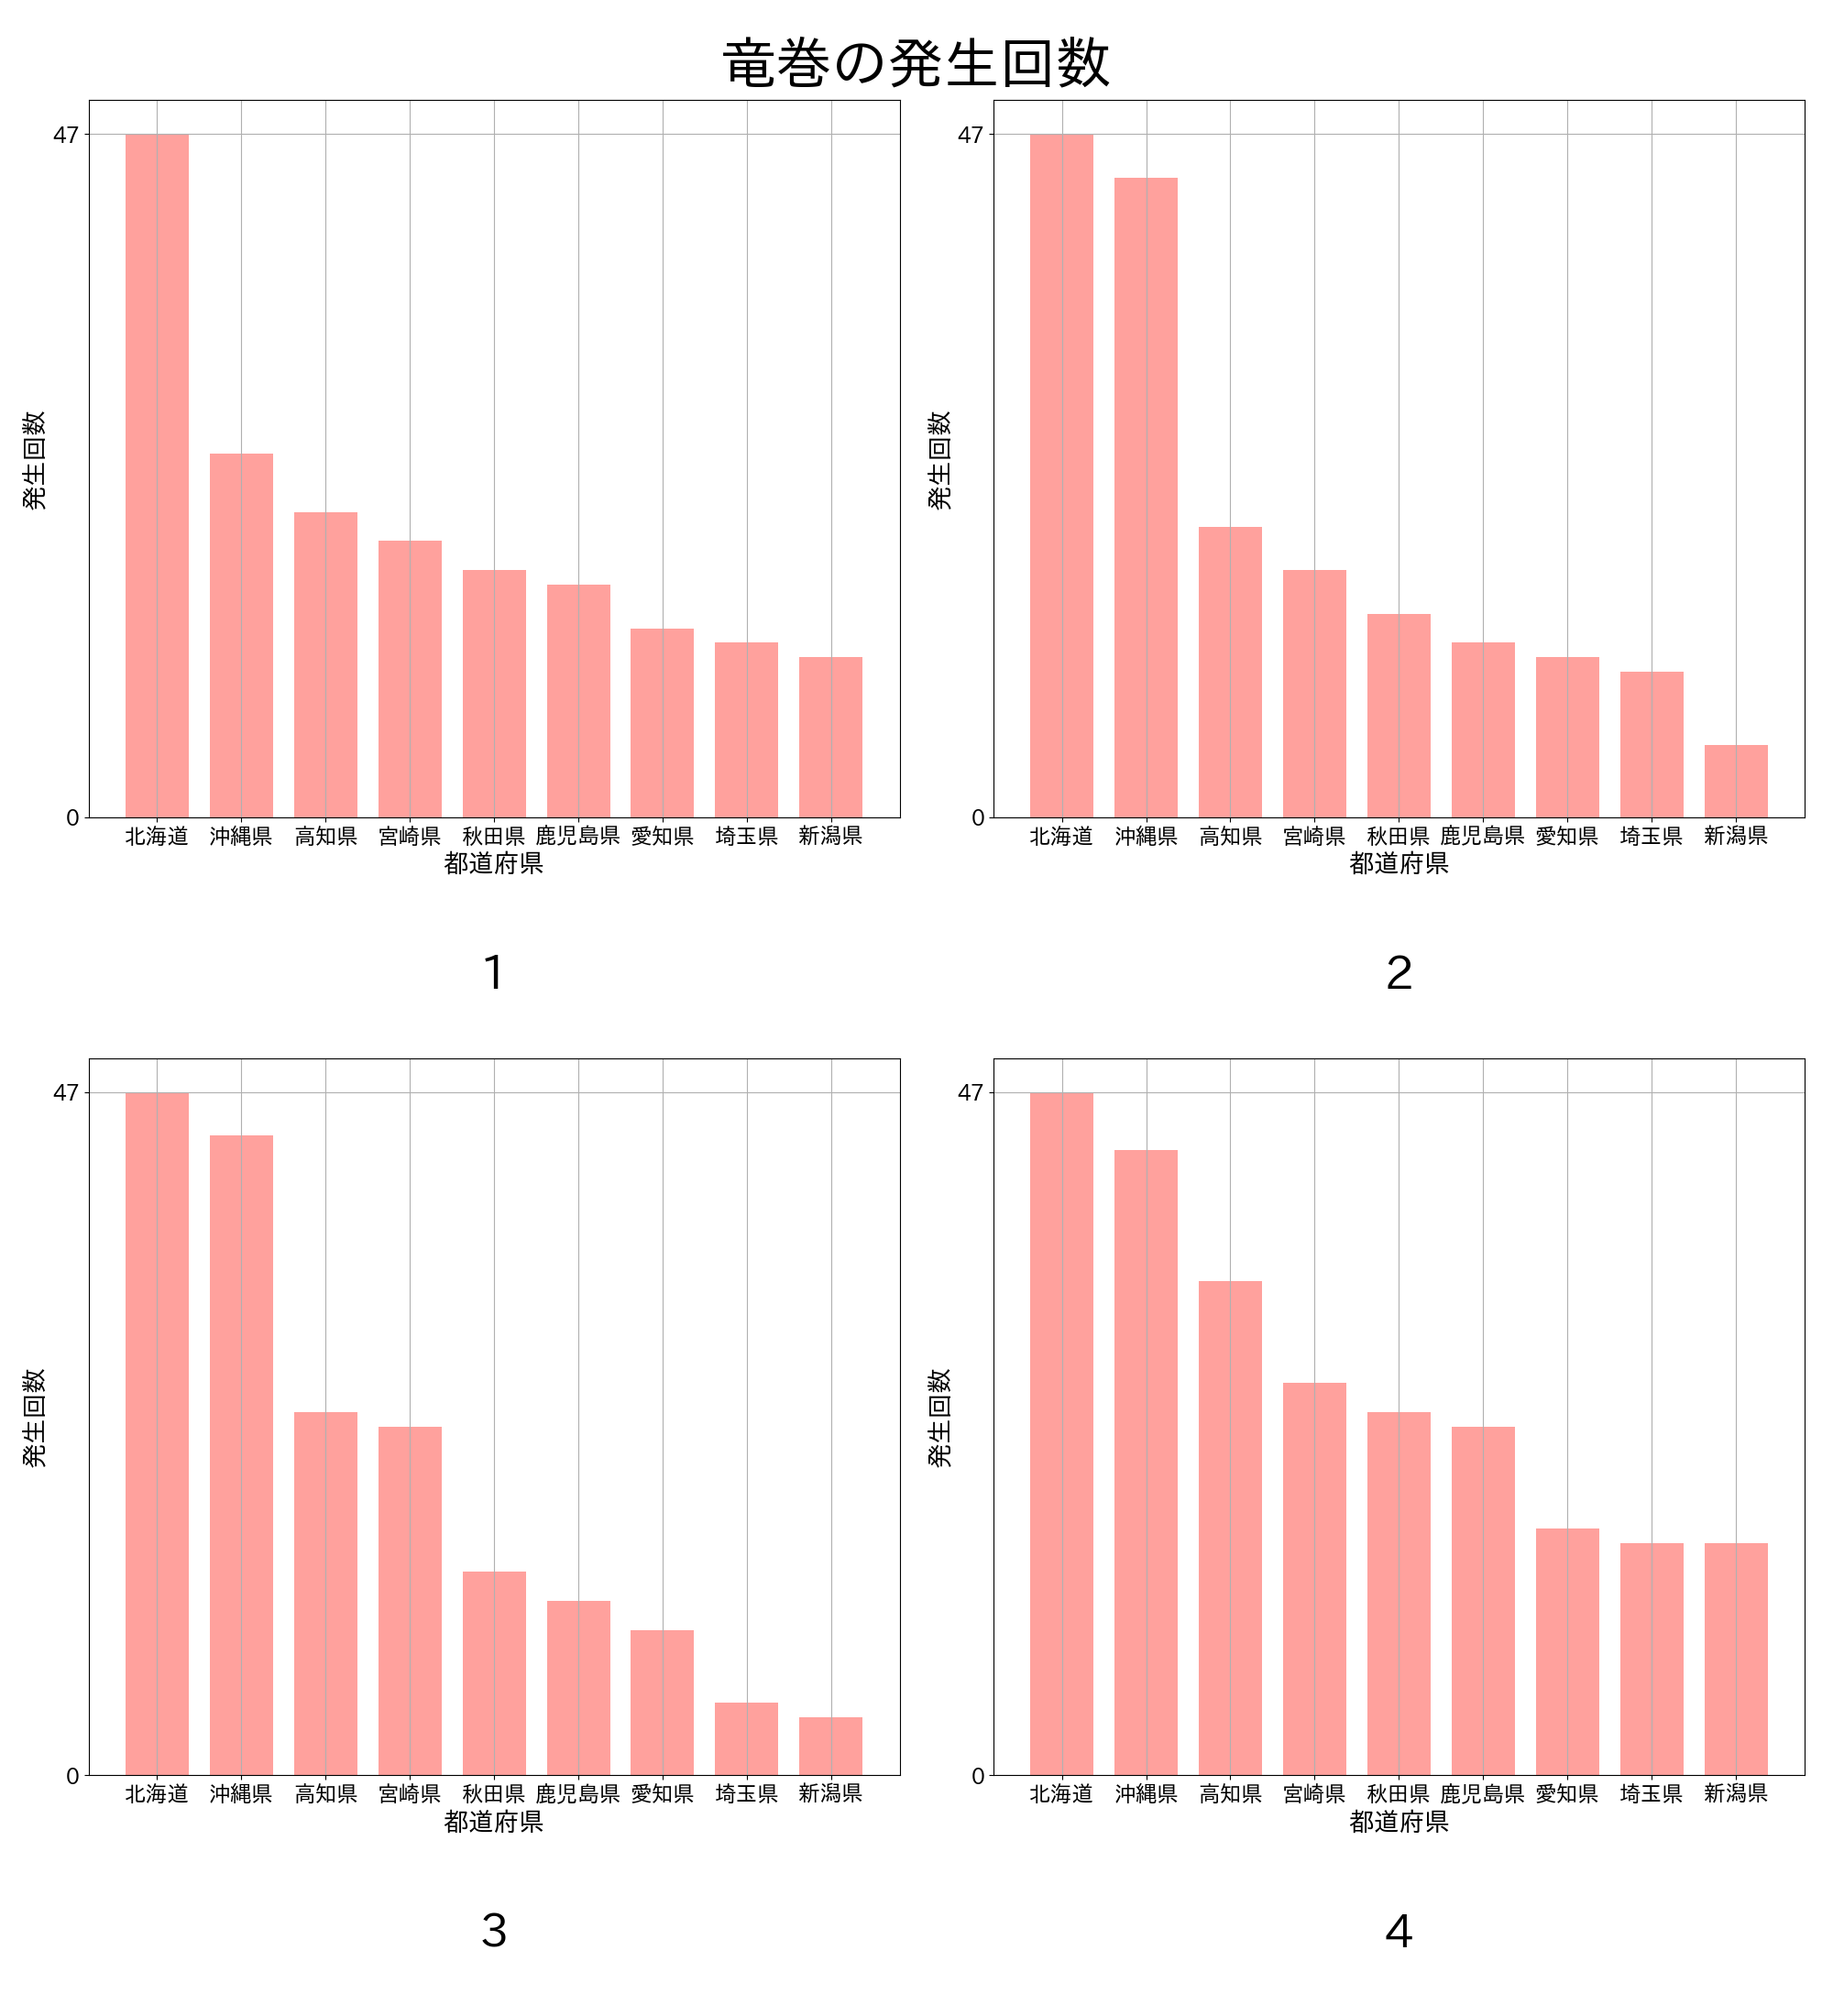 竜巻の発生回数
47
0
発生回数
北海道 沖縄県 高知県 宮崎県 秋田県 鹿児島県 愛知県 埼玉県 新潟県
都道府県
1
47
0
発生回数
北海道 沖縄県 高知県 宮崎県 秋田県 鹿児島県 愛知県 埼玉県 新潟県
都道府県
2
47
0
発生回数
北海道 沖縄県 高知県 宮崎県 秋田県 鹿児島県 愛知県 埼玉県 新潟県
都道府県
3
47
0
発生回数
北海道 沖縄県 高知県 宮崎県 秋田県 鹿児島県 愛知県 埼玉県 新潟県
都道府県
4